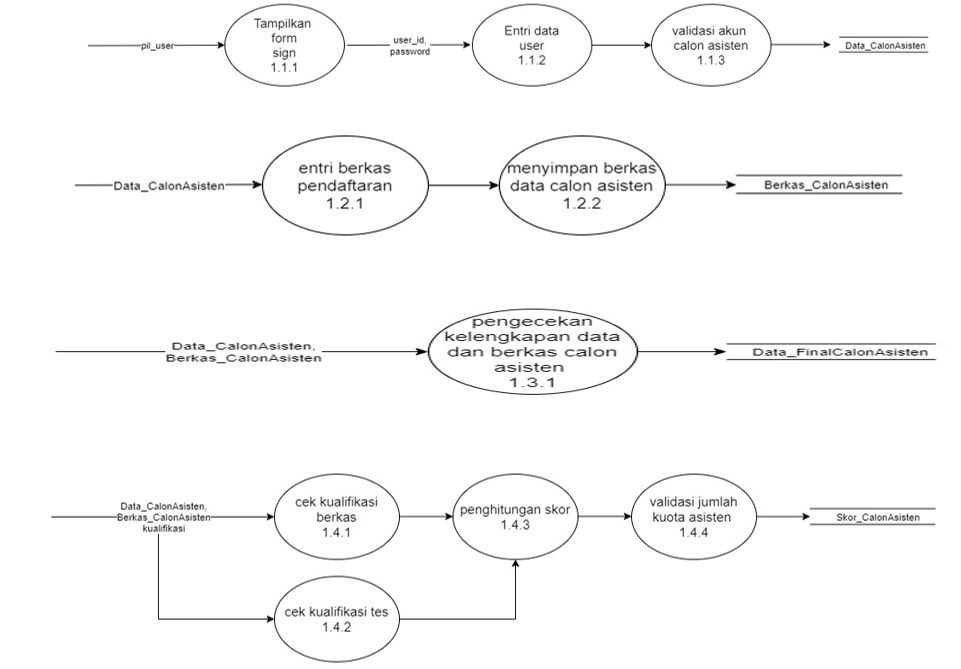 pil_user
Tampilkan
form
sign
1.1.1
user_id,
password
Entri data
user
1.1.2
validasi akun
calon asisten
1.1.3
Data_CalonAsisten
Data_CalonAsisten
entri berkas
pendaftaran
1.2.1
menyimpan berkas
data calon asisten
1.2.2
Berkas_CalonAsisten
Data_CalonAsisten,
Berkas_CalonAsisten
pengecekan
kelengkapan data
dan berkas calon
asisten
1.3.1
Data_FinalCalonAsisten
Data_CalonAsisten,
Berkas_CalonAsisten
kualifikasi
cek kualifikasi
berkas
1.4.1
penghitungan skor
1.4.3
validasi jumlah
kuota asisten
1.4.4
Skor_CalonAsisten
cek kualifikasi tes
1.4.2